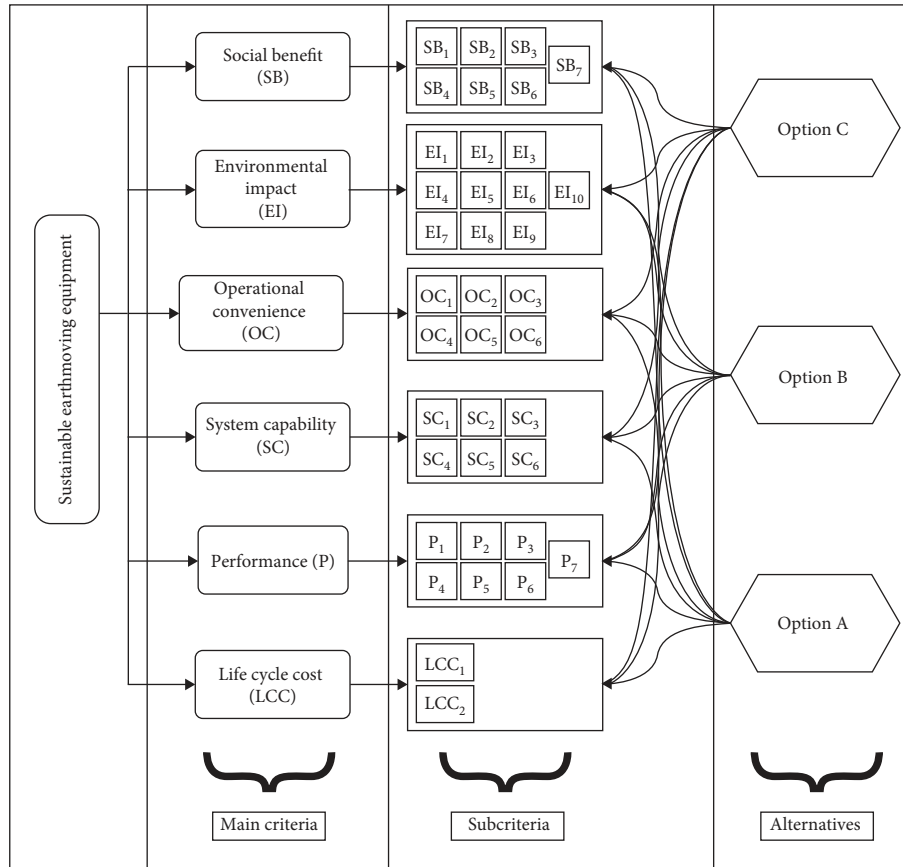 Sustainable earthmoving equipment
Social benefit
(SB)
Environmental
impact
(EI)
Operational
convenience
(OC)
System capability
(SC)
Performance (P)
Life cycle cost
(LCC)
Main criteria
SB1 SB2 SB3
SB7
SB4 SB5 SB6
EI1 EI2 EI3
EI4 EI5 EI6 EI10
EI7 EI8 EI9
OC1 OC2 OC3
OC4 OC5 OC6
SC1 SC2 SC3
SC4 SC5 SC6
P1 P2 P3
P7
P4 P5 P6
LCC1
LCC2
Subcriteria
Option C
Option B
Option A
Alternatives